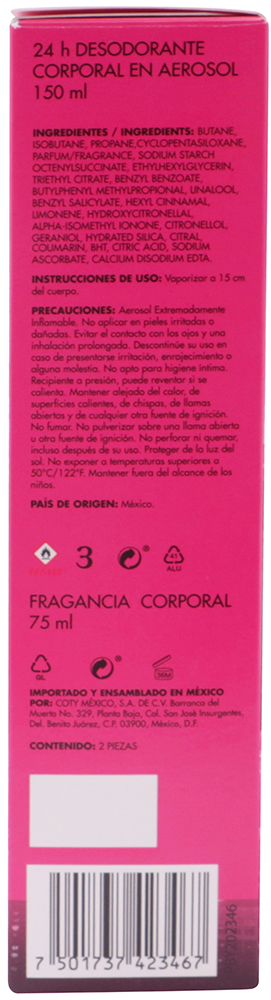 24 h DESODORANTE
CORPORAL EN AEROSOL
150 ml
INGREDIENTES / INGREDIENTS: BUTANE,
ISOBUTANE, PROPANE,CYCLOPENTASILOXANE,
PARFUM/FRAGRANCE, SODIUM STARCH
OCTENYLSUCCINATE, ETHYLHEXYLGLYCERIN,
TRIETHYL CITRATE, BENZYL BENZOATE,
BUTYLPHENYL METHYLPROPIONAL, LINALOOL,
BENZYL SALICYLATE, HEXYL CINNAMAL,
LIMONENE, HYDROXYCITRONELLAL,
ALPHA-ISOMETHYL IONONE, CITRONELLOL,
GERANIOL, HYDRATED SILICA, CITRAL,
COUMARIN, BHT, CITRIC ACID, SODIUM
ASCORBATE, CALCIUM DISODIUM EDTA.
INSTRUCCIONES DE USO: Vaporizar a 15 cm
del cuerpo.
PRECAUCIONES: Aerosol Extremadamente
Inflamable. No aplicar en pieles irritadas o
dañadas. Evitar el contacto con los ojos y una
inhalación prolongada. Descontinúe su uso en
caso de presentarse irritación, enrojecimiento o
alguna molestia. No apto para higiene íntima.
Recipiente a presión, puede reventar si se
calienta. Mantener alejado del calor, de
superficies calientes, de chispas, de llamas
abiertas y de cualquier otra fuente de ignición.
No fumar. No pulverizar sobre una llama abierta
u otra fuente de ignición. No perforar ni quemar,
incluso después de su uso. Proteger de la luz del
sol. No exponer a temperaturas superiores a
50°C/122°F. Mantener fuera del alcance de los
niños.
PAÍS DE ORIGEN: México.
3
41
ALU
FRAGANCIA CORPORAL
75 ml
GL
36M
IMPORTADO Y ENSAMBLADO EN MÉXICO
POR: COTY MÉXICO, S.A. DE C.V. Barranca del
Muerto No. 329, Planta Baja, Col. San José Insurgentes,
Del. Benito Juárez, C.P. 03900, México, D.F.
CONTENIDO: 2 PIEZAS
7 501737 423467